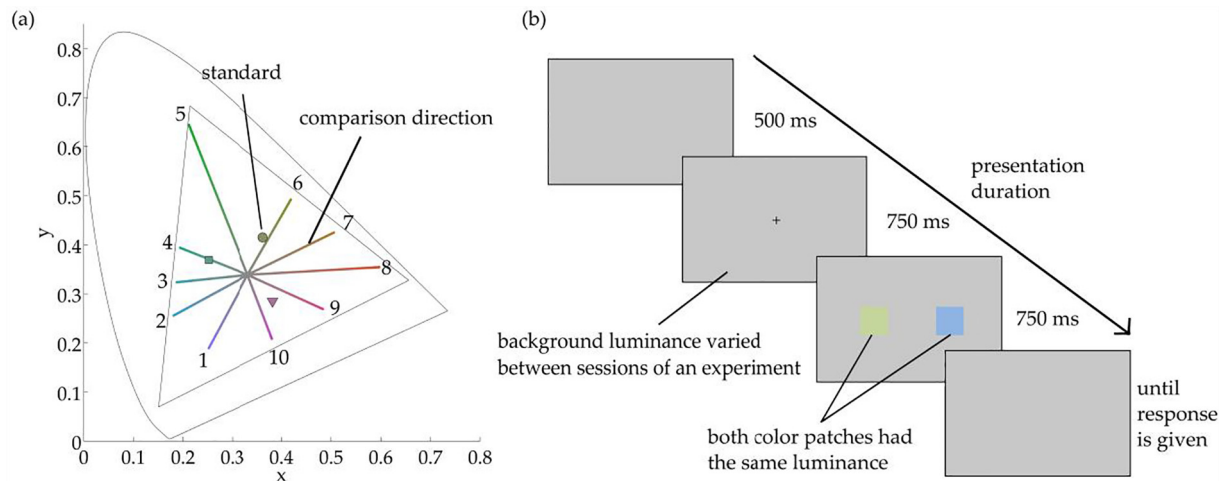 (a)
0.8
0.7
0.6
0.5
0.4
0.3
0.2
0.1
0
y
0 0.1 0.2 0.3 0.4 0.5 0.6 0.7 0.8
x
standard
comparison direction
5
6
7
4
8
3
9
2
1
10
(b)
500 ms
presentation
duration
750 ms
750 ms
background luminance varied
between sessions of an experiment
both color patches had
the same luminance
until
response
is given